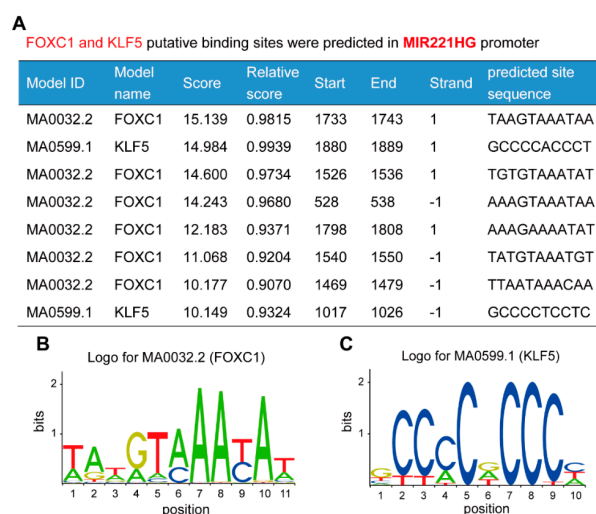 A
FOXC1 and KLF5 putative binding sites were predicted in MIR221HG promoter
Model ID Model name Score Relative score Start End Strand predicted site sequence
MA0032.2 FOXC1 15.139 0.9815 1733 1743 1 TAAGTAAATAA
MA0599.1 KLF5 14.984 0.9939 1880 1889 1 GCCCCACCCT
MA0032.2 FOXC1 14.600 0.9734 1526 1536 1 TGTGTAAATAT
MA0032.2 FOXC1 14.243 0.9680 528 538 -1 AAAGTAAATAA
MA0032.2 FOXC1 12.183 0.9371 1798 1808 1 AAAGAAAATAT
MA0032.2 FOXC1 11.068 0.9204 1540 1550 -1 TATGTAAATGT
MA0032.2 FOXC1 10.177 0.9070 1469 1479 -1 TTAATAAACAA
MA0599.1 KLF5 10.149 0.9324 1017 1026 -1 GCCCCTCCTC
B
Logo for MA0032.2 (FOXC1)
2
bits
1
0
TATGTAAATAT
1 2 3 4 5 6 7 8 9 10 11
position
C
Logo for MA0599.1 (KLF5)
2
bits
1
0
GCCCCGCCCC
1 2 3 4 5 6 7 8 9 10
position